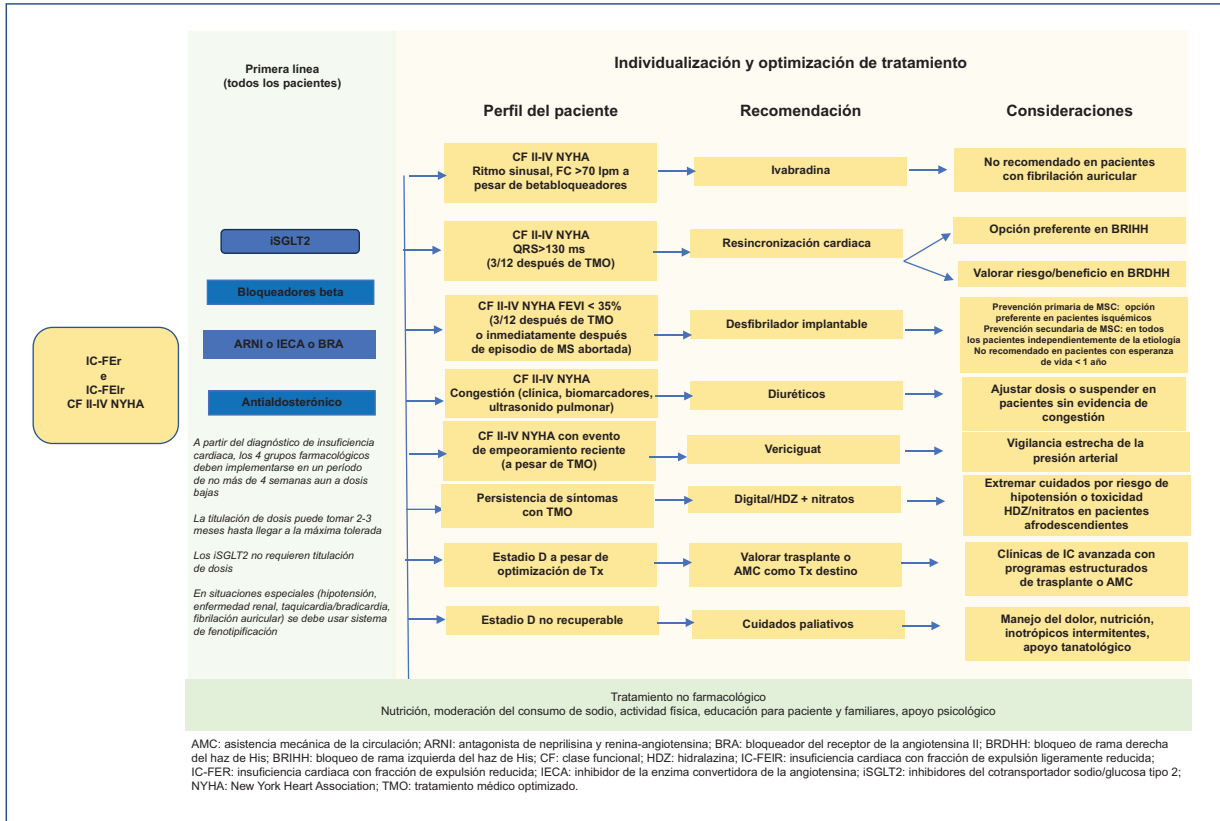 Primera línea
(todos los pacientes)
Individualización y optimización de tratamiento
Perfil del paciente
Recomendación
Consideraciones
IC-FEr
e
IC-FEIr
CF II-IV NYHA
iSGLT2
Bloqueadores beta
ARNI o IECA o BRA
Antialdosterónico
A partir del diagnóstico de insuficiencia
cardiaca, los 4 grupos farmacológicos
deben implementarse en un período
de no más de 4 semanas aun a dosis
bajas
La titulación de dosis puede tomar 2-3
meses hasta llegar a la máxima tolerada
Los iSGLT2 no requieren titulación
de dosis
En situaciones especiales (hipotensión,
enfermedad renal, taquicardia/bradicardia,
fibrilación auricular) se debe usar sistema
de fenotipificación
CF II-IV NYHA
Ritmo sinusal, FC >70 lpm a
pesar de betabloqueadores
Ivabradina
No recomendado en pacientes
con fibrilación auricular
CF II-IV NYHA
QRS>130 ms
(3/12 después de TMO)
Resincronización cardiaca
Opción preferente en BRIHH
Valorar riesgo/beneficio en BRDHH
CF II-IV NYHA FEVI < 35%
(3/12 después de TMO
o inmediatamente después
de episodio de MS abortada)
Desfibrilador implantable
Prevención primaria de MSC: opción
preferente en pacientes isquémicos
Prevención secundaria de MSC: en todos
los pacientes independientemente de la etiología
No recomendado en pacientes con esperanza
de vida < 1 año
CF II-IV NYHA
Congestión (clínica, biomarcadores,
ultrasonido pulmonar)
Diuréticos
Ajustar dosis o suspender en
pacientes sin evidencia de
congestión
CF II-IV NYHA con evento
de empeoramiento reciente
(a pesar de TMO)
Vericiguat
Vigilancia estrecha de la
presión arterial
Persistencia de síntomas
con TMO
Digital/HDZ + nitratos
Extremar cuidados por riesgo de
hipotensión o toxicidad
HDZ/nitratos en pacientes
afrodescendientes
Estadio D a pesar de
optimización de Tx
Valorar trasplante o
AMC como Tx destino
Clínicas de IC avanzada con
programas estructurados
de trasplante o AMC
Estadio D no recuperable
Cuidados paliativos
Manejo del dolor, nutrición,
inotrópicos intermitentes,
apoyo tanatológico
Tratamiento no farmacológico
Nutrición, moderación del consumo de sodio, actividad física, educación para paciente y familiares, apoyo psicológico
AMC: asistencia mecánica de la circulación; ARNI: antagonista de neprilisina y renina-angiotensina; BRA: bloqueador del receptor de la angiotensina II; BRDHH: bloqueo de rama derecha
del haz de His; BRIHH: bloqueo de rama izquierda del haz de His; CF: clase funcional; HDZ: hidralazina; IC-FEIR: insuficiencia cardiaca con fracción de expulsión ligeramente reducida;
IC-FER: insuficiencia cardiaca con fracción de expulsión reducida; IECA: inhibidor de la enzima convertidora de la angiotensina; iSGLT2: inhibidores del cotransportador sodio/glucosa tipo 2;
NYHA: New York Heart Association; TMO: tratamiento médico optimizado.